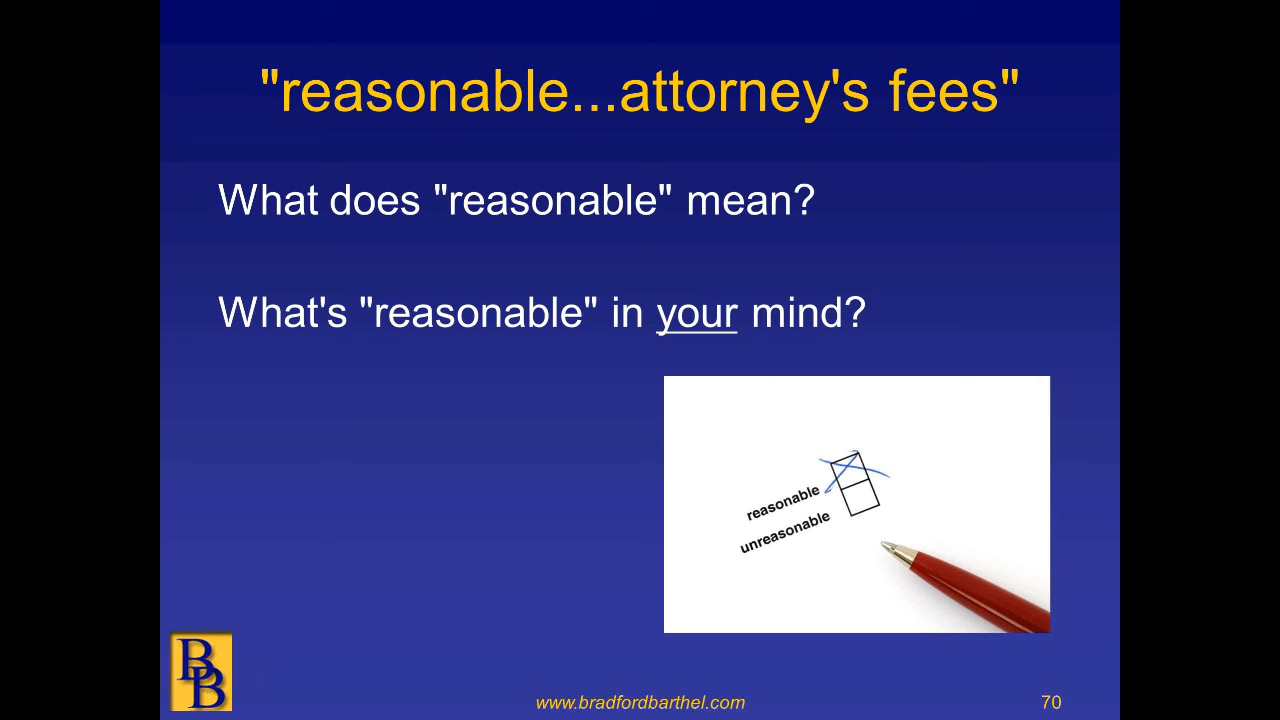 "reasonable...attorney's fees"
What does "reasonable" mean?
What's "reasonable" in your mind?
reasonable
unreasonable
BB
www.bradfordbarthel.com
70